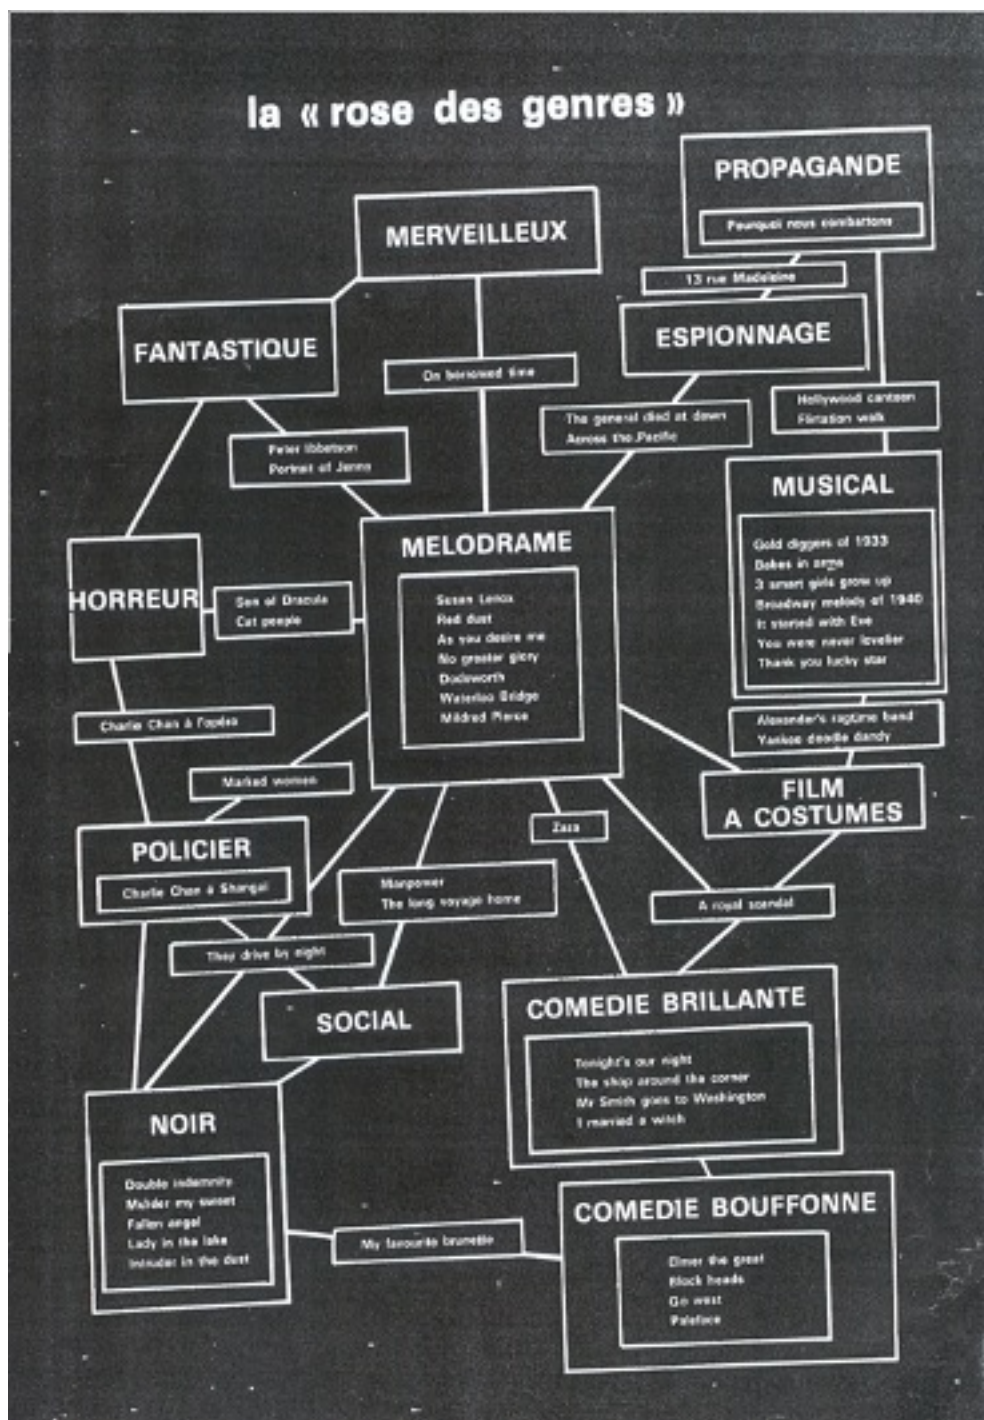 la « rose des genres »
PROPAGANDE
Pourquoi nous combattons
MERVEILLEUX
13 rue Madeleine
ESPIONNAGE
FANTASTIQUE
On borrowed time
Hollywood canteen
Flirtation walk
The general died at dawn
Across the Pacific
Peter Ibbetson
Portrait of Jenny
MUSICAL
Gold diggers of 1933
Babes in arms
3 smart girls grow up
Broadway melody of 1940
It started with Eve
You were never lovelier
Thank you lucky star
MELODRAME
Susan Lenox
Red dust
As you desire me
No greater glory
Dodsworth
Waterloo Bridge
Mildred Pierce
HORREUR
Son of Dracula
Cat people
Charlie Chan à l'opéra
Alexander's ragtime band
Yankee doodle dandy
Marked women
FILM
A COSTUMES
Zaza
POLICIER
Charlie Chan à Shangaï
Manpower
The long voyage home
A royal scandal
They drive by night
SOCIAL
COMEDIE BRILLANTE
Tonight's our night
The shop around the corner
Mr Smith goes to Washington
I married a witch
NOIR
Double indemnity
Murder my sweet
Fallen angel
Lady in the lake
Intruder in the dust
My favourite brunette
COMEDIE BOUFFONNE
Elmer the great
Block heads
Go west
Paleface